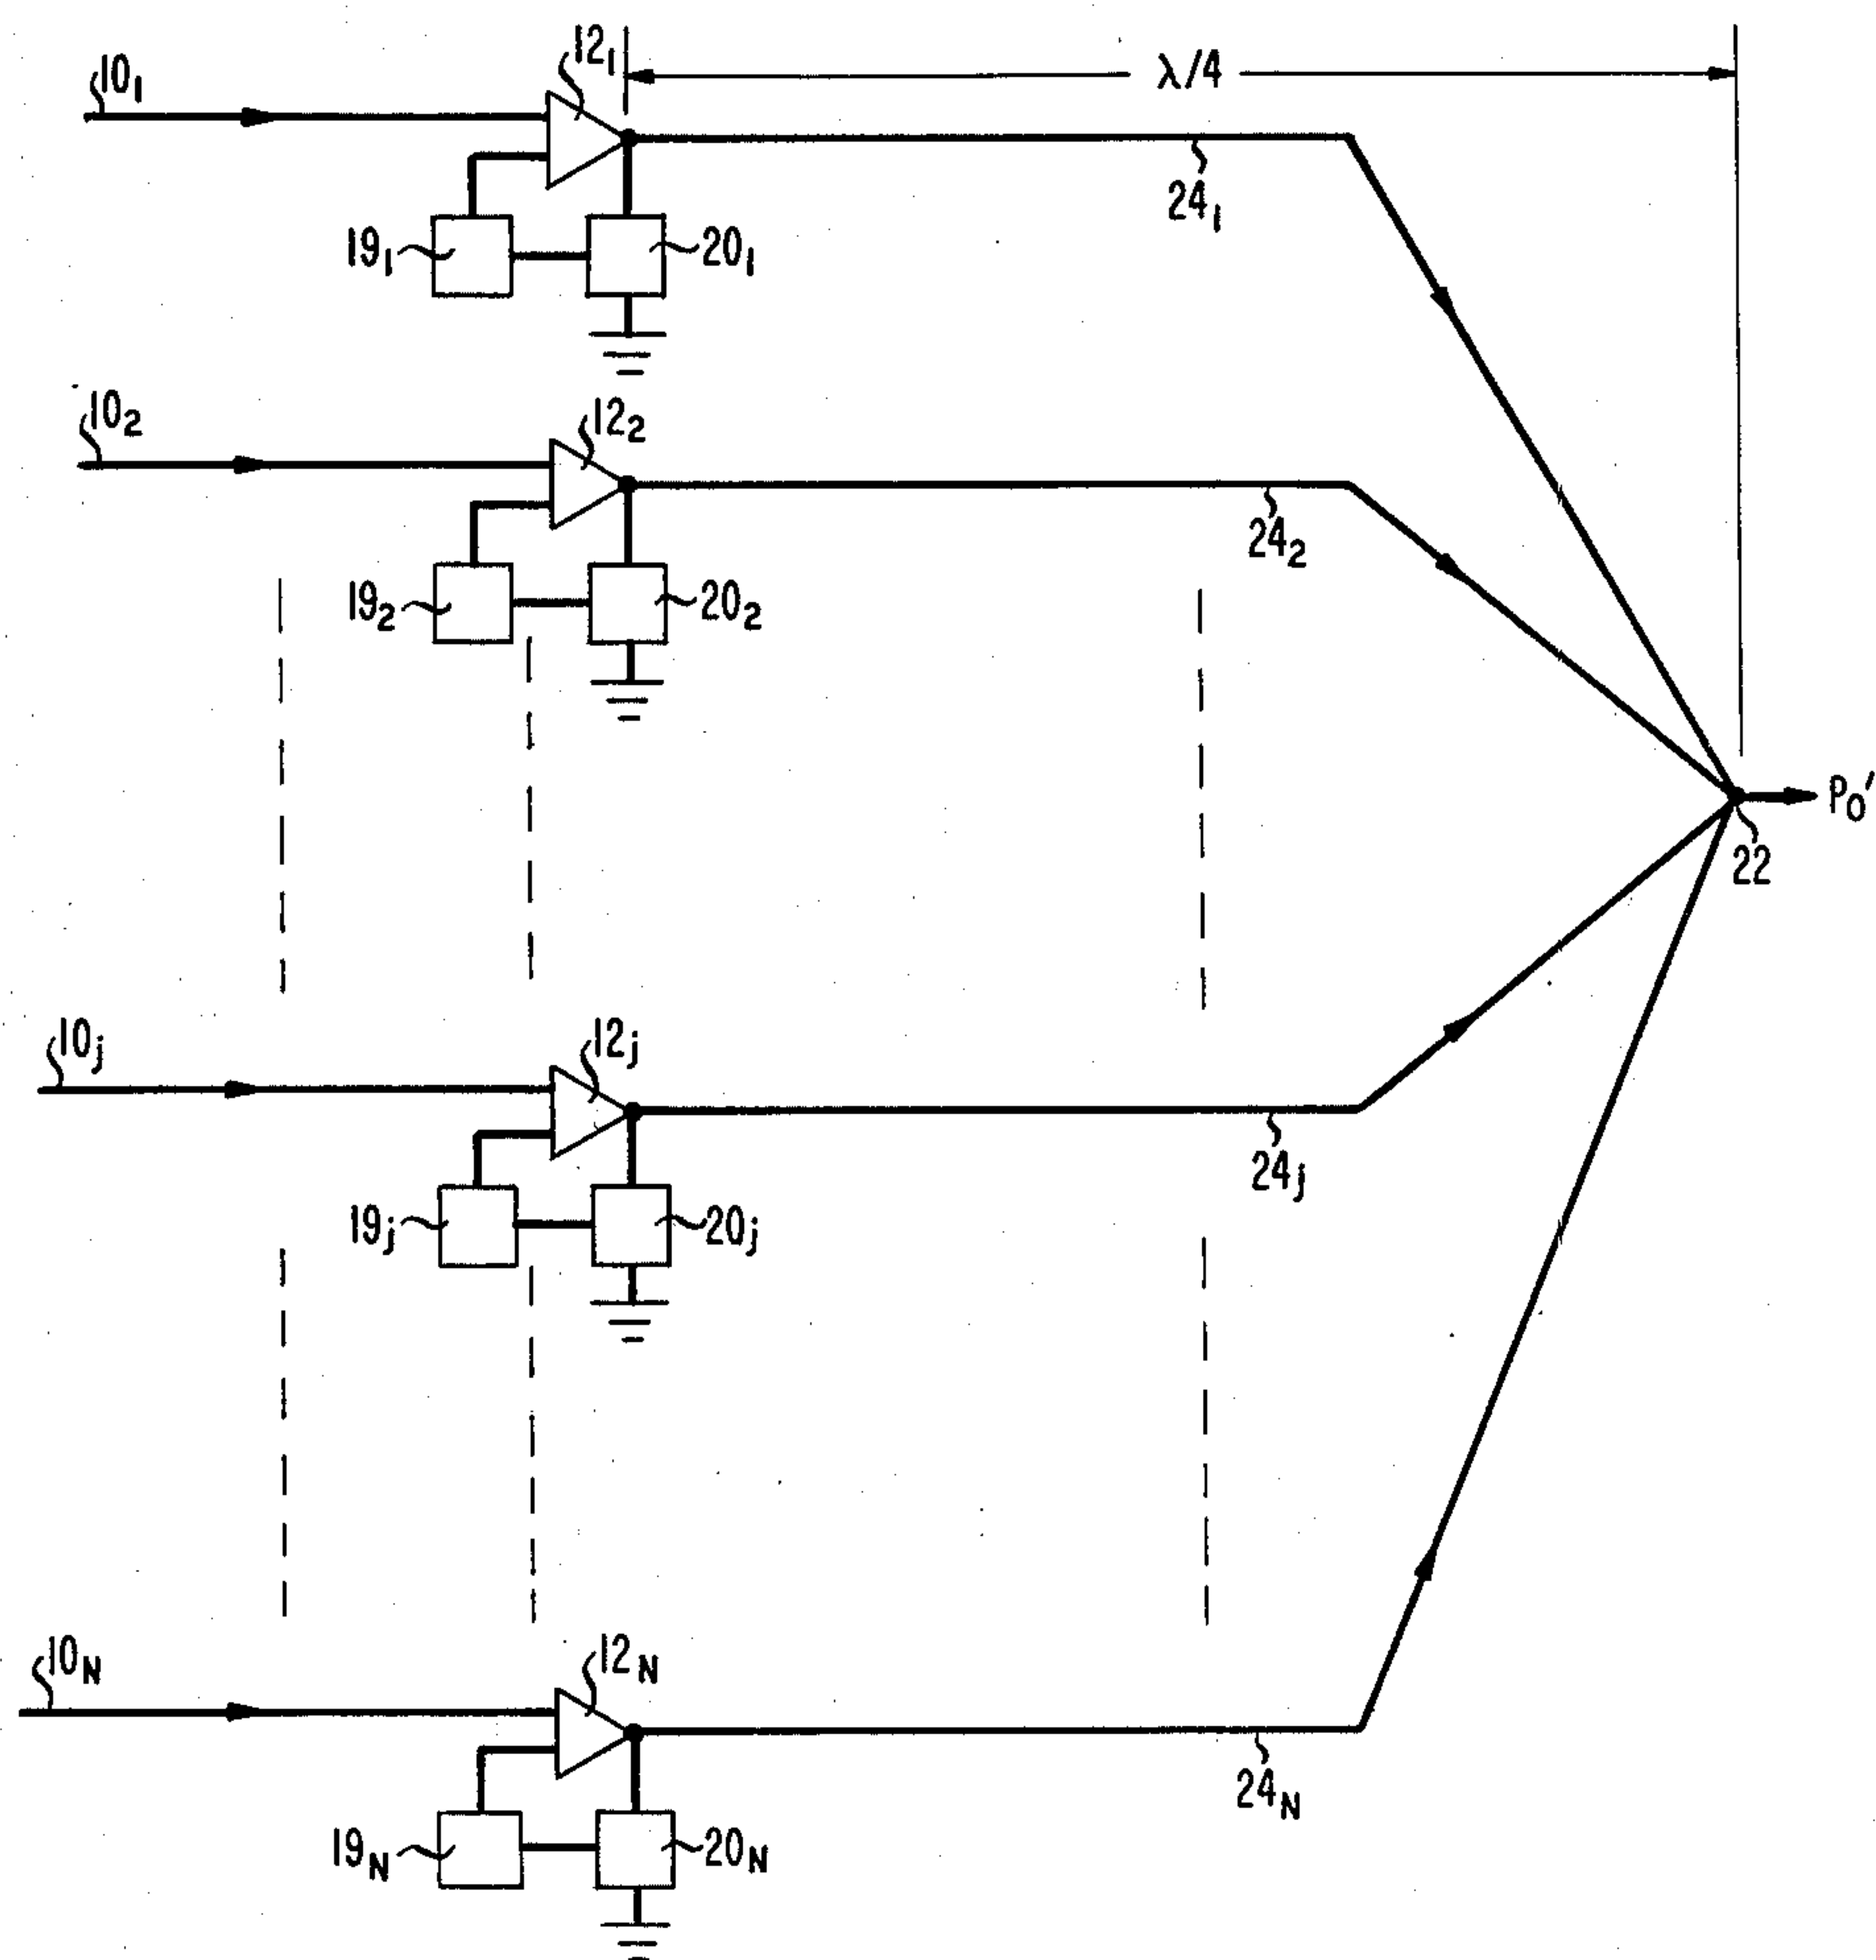 10₁
12₁
λ/4
24₁
19₁
20₁
10₂
12₂
24₂
19₂
20₂
P₀'
22
10j
12j
24j
19j
20j
10N
12N
24N
19N
20N